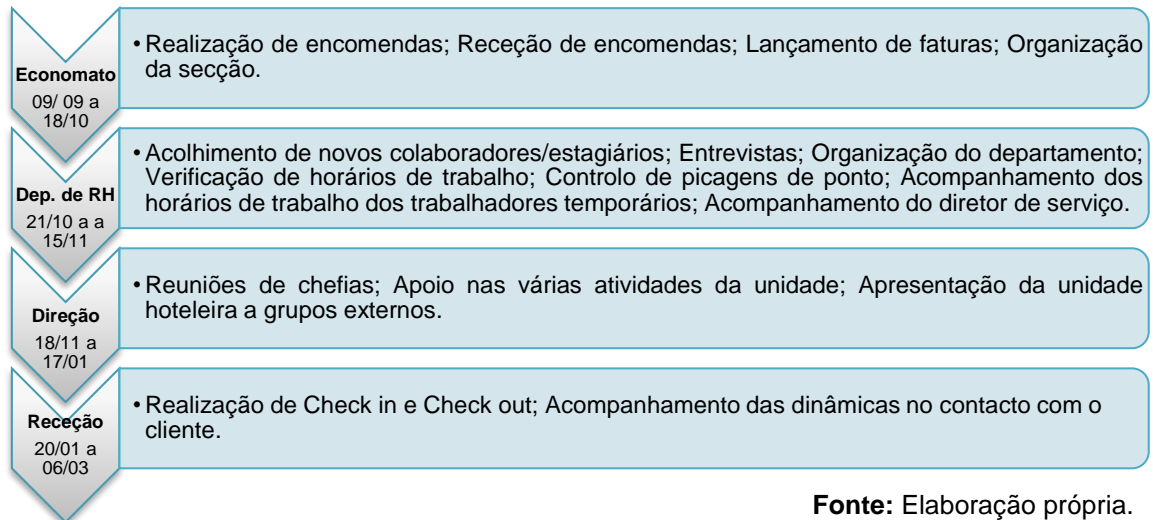 Economato
09/ 09 a
18/10
• Realização de encomendas; Receção de encomendas; Lançamento de faturas; Organização
da secção.
Dep. de RH
21/10 a a
15/11
• Acolhimento de novos colaboradores/estagiários; Entrevistas; Organização do departamento;
Verificação de horários de trabalho; Controlo de picagens de ponto; Acompanhamento dos
horários de trabalho dos trabalhadores temporários; Acompanhamento do diretor de serviço.
Direção
18/11 a
17/01
• Reuniões de chefias; Apoio nas várias atividades da unidade; Apresentação da unidade
hoteleira a grupos externos.
Receção
20/01 a
06/03
• Realização de Check in e Check out; Acompanhamento das dinâmicas no contacto com o
cliente.
Fonte: Elaboração própria.